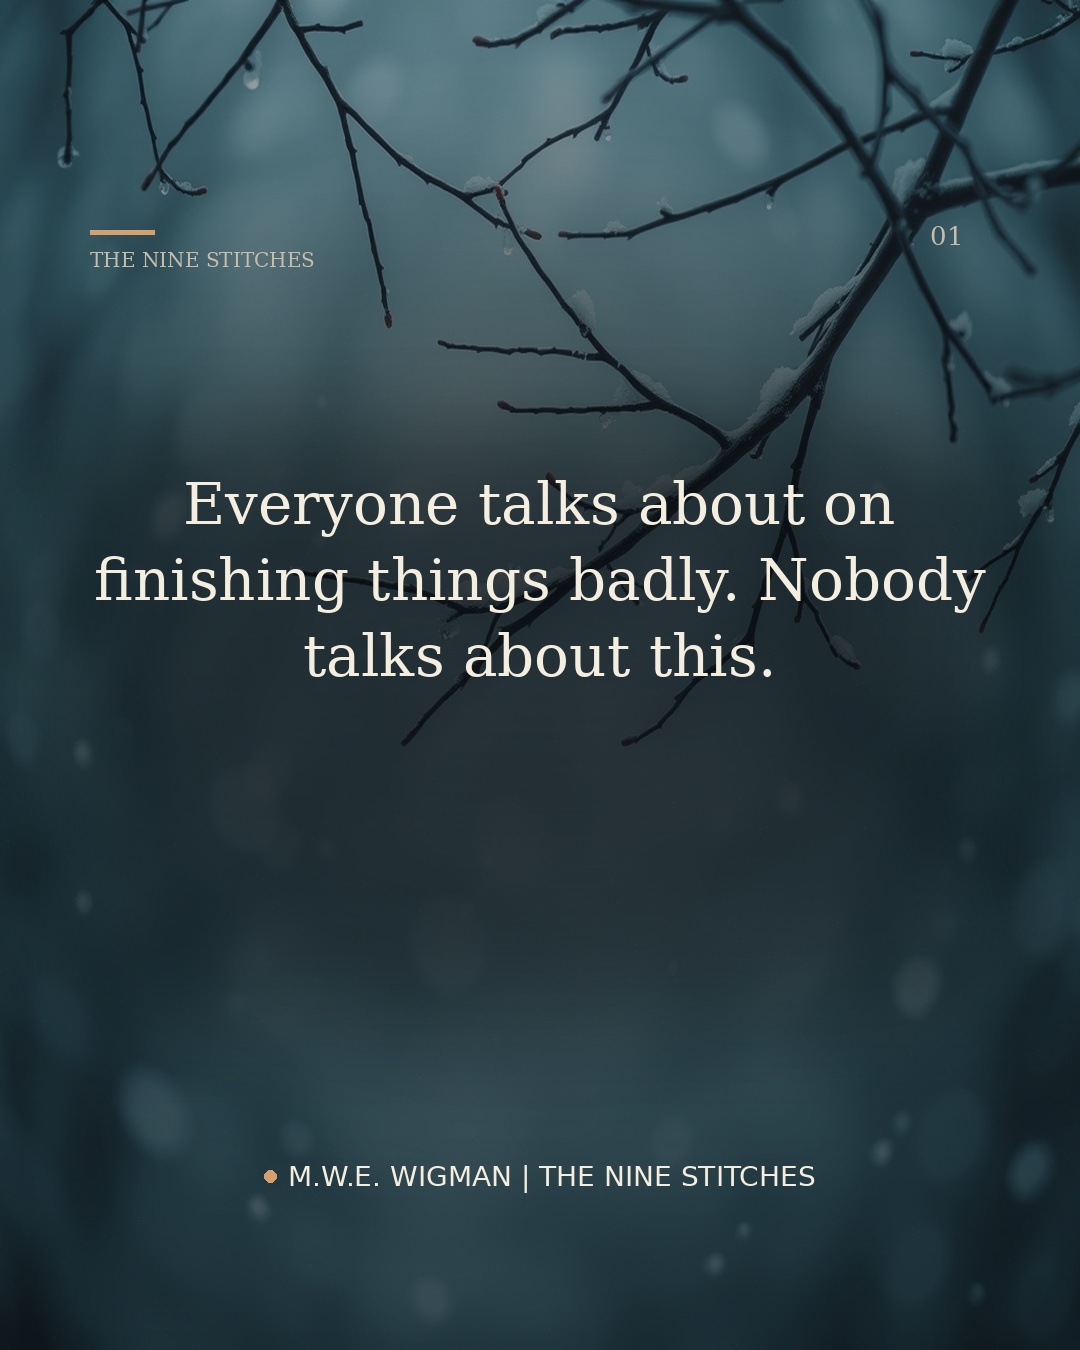 THE NINE STITCHES
01
Everyone talks about on
finishing things badly. Nobody
talks about this.
M.W.E. WIGMAN | THE NINE STITCHES